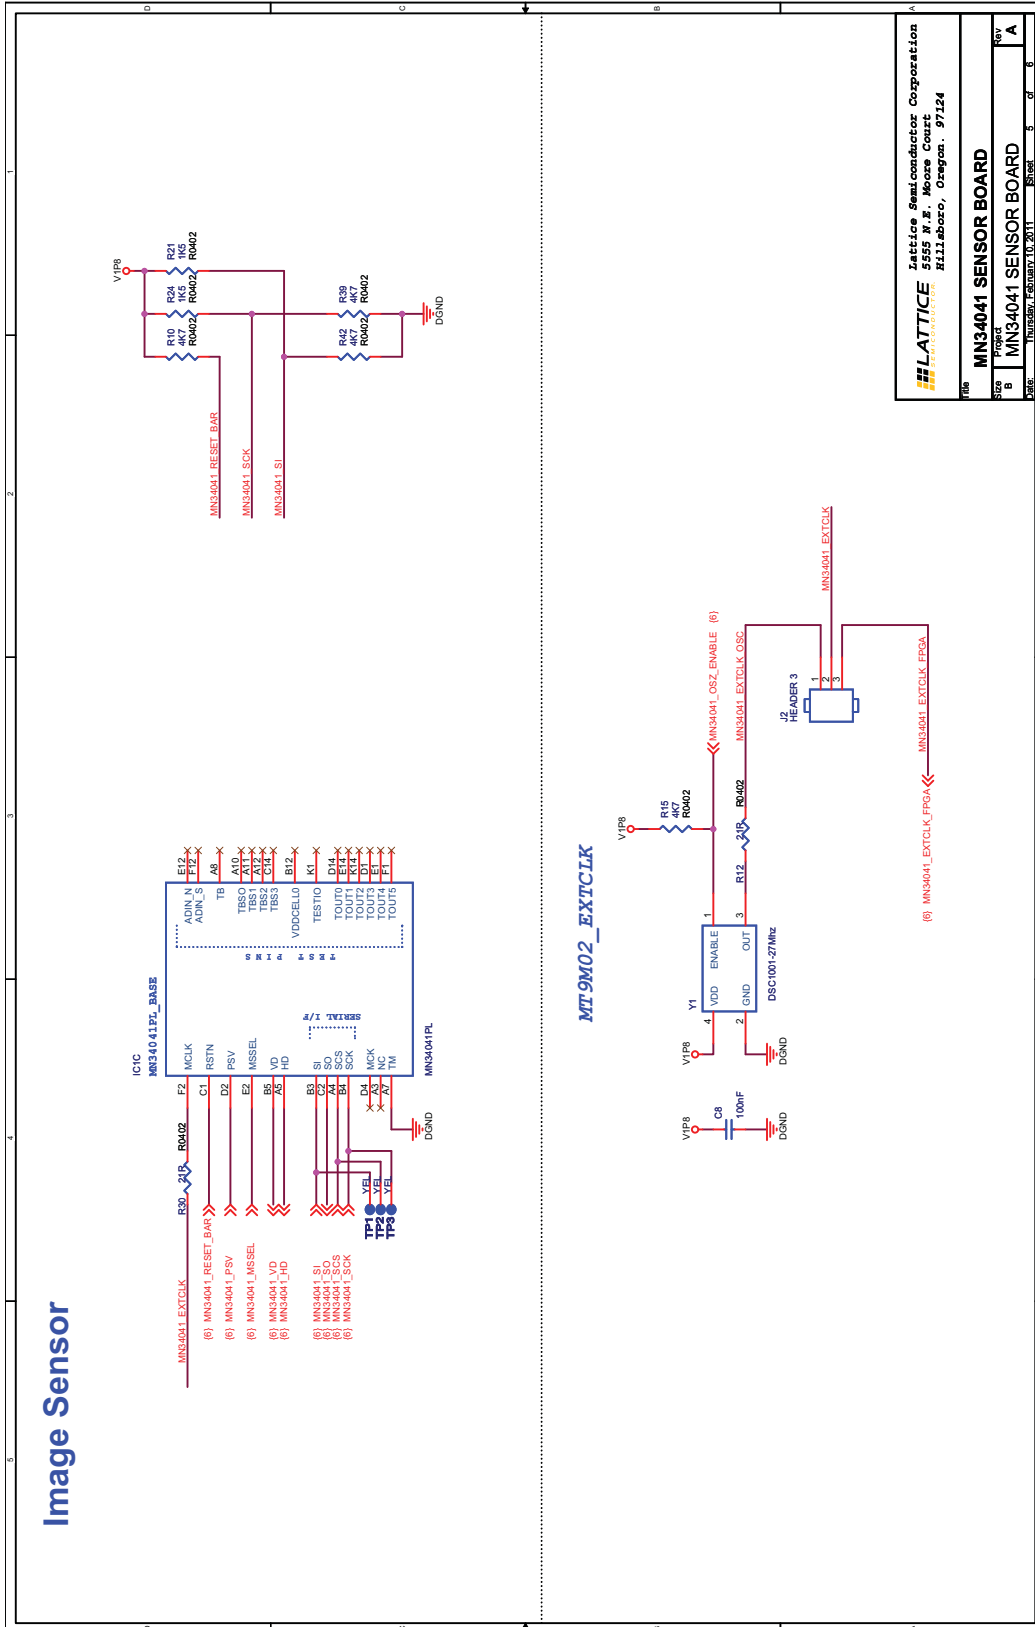 Image Sensor
MN34041_EXTCLK
R30
21R
R0402
{6} MN34041_RESET_BAR
{6} MN34041_PSV
{6} MN34041_MSSEL
{6} MN34041_VD
{6} MN34041_HD
{6} MN34041_SI
{6} MN34041_SO
{6} MN34041_SCS
{6} MN34041_SCK
TP1
TP2
TP3
YEL
YEL
YEL
DGND
IC1C
MN34041PL_BASE
F2 MCLK
C1 RSTN
D2 PSV
E2 MSSEL
B5 VD
A5 HD
B3 SI
C2 SO
A4 SCS
B4 SCK
D4 MCK
A3 NC
A7 TM
SERIAL I/F
TEST PINS
ADIN_N E12
ADIN_S F12
TB A8
TBSO A10
TBS1 A11
TBS2 A12
TBS3 C14
VDDCELL0 B12
TESTIO K1
TOUT0 D14
TOUT1 E14
TOUT2 K14
TOUT3 D1
TOUT4 E1
TOUT5 F1
MN34041PL
V1P8
R10
4K7
R0402
R24
1K5
R0402
R21
1K5
R0402
MN34041_RESET_BAR
MN34041_SCK
MN34041_SI
R42
4K7
R0402
R39
4K7
R0402
DGND
MT9M02_EXTCLK
V1P8
C8
100nF
DGND
V1P8
DGND
Y1
4 VDD ENABLE 1
2 GND OUT 3
DSC1001-27Mhz
V1P8
R15
4K7
R0402
R12
21R
R0402
MN34041_OSZ_ENABLE {6}
MN34041_EXTCLK_OSC
J2
HEADER 3
1
2
3
MN34041_EXTCLK
MN34041_EXTCLK_FPGA
{6} MN34041_EXTCLK_FPGA
LATTICE
SEMICONDUCTOR
Lattice Semiconductor Corporation
5555 N.E. Moore Court
Hillsboro, Oregon. 97124
Title
MN34041 SENSOR BOARD
Size
B
Project
MN34041 SENSOR BOARD
Rev
A
Date: Thursday, February 10, 2011 Sheet 5 of 6
5
4
3
2
1
D
C
B
A